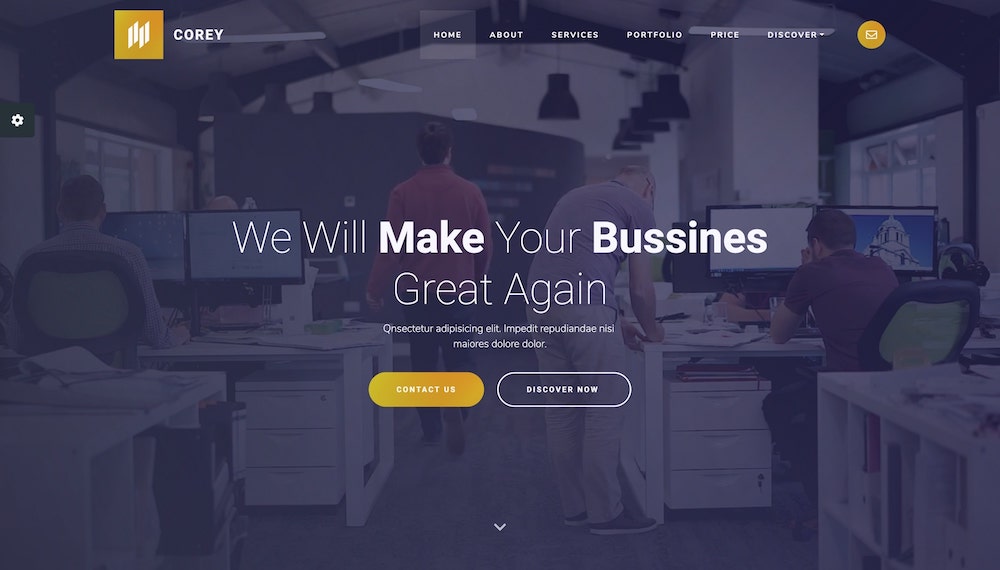 COREY
HOME ABOUT SERVICES PORTFOLIO PRICE DISCOVER
We Will Make Your Bussines
Great Again
Qnsectetur adipisicing elit. Impedit repudiandae nisi
maiores dolore dolor.
CONTACT US DISCOVER NOW